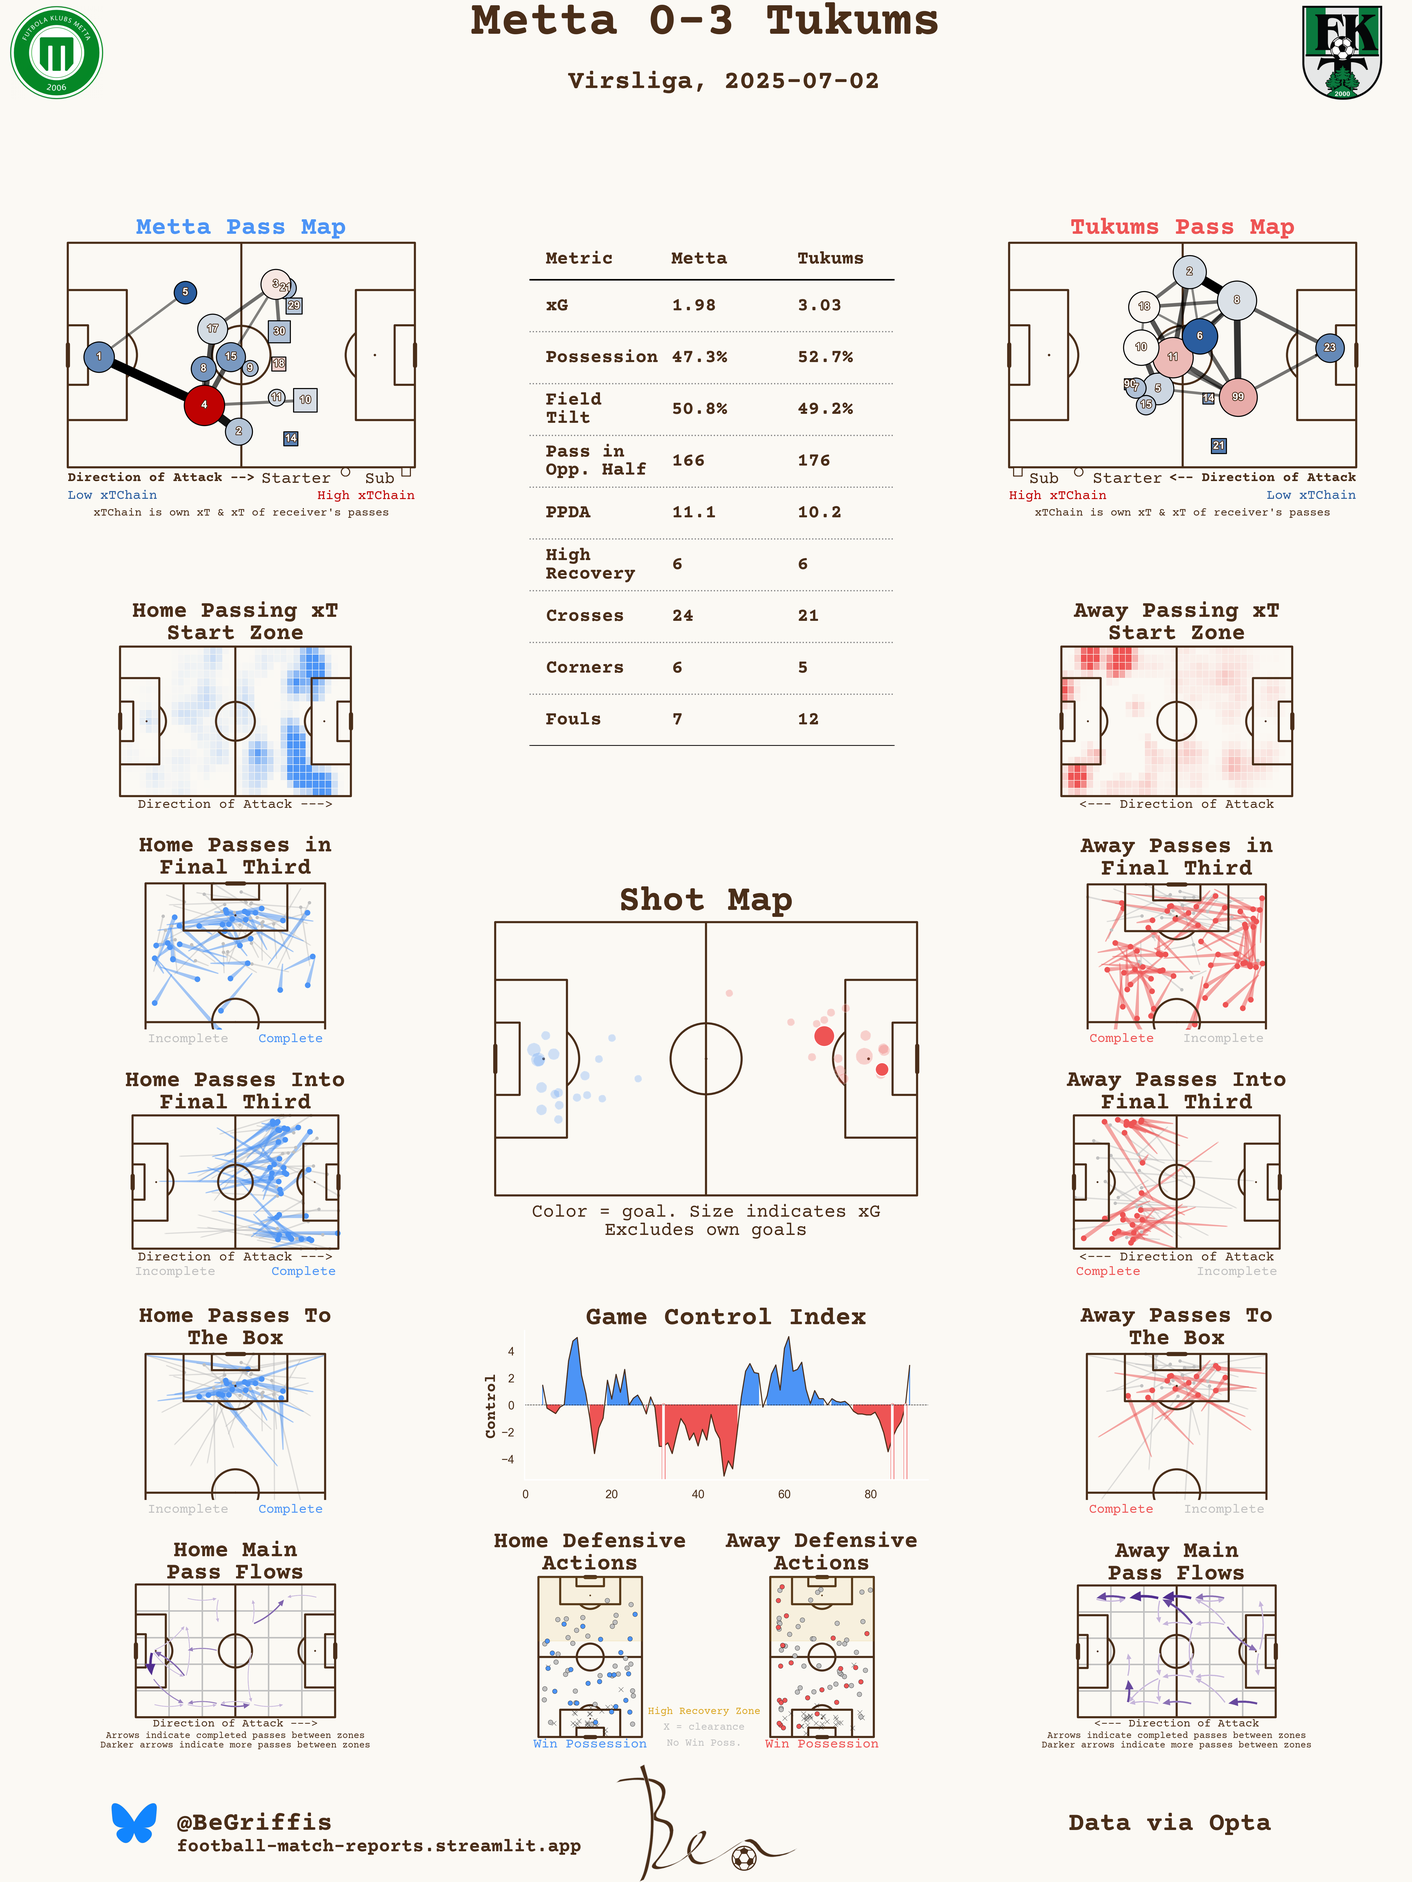 Metta 0-3 Tukums
Virsliga, 2025-07-02
FUTBOLA KLUBS METTA
2006
FK
2000
Metta Pass Map
5
3
21
29
17
30
1
8
15
9
18
4
11
10
2
14
Direction of Attack --> Starter Sub
Low xTChain High xTChain
xTChain is own xT & xT of receiver's passes
Metric Metta Tukums
xG 1.98 3.03
Possession 47.3% 52.7%
Field
Tilt 50.8% 49.2%
Pass in
Opp. Half 166 176
PPDA 11.1 10.2
High
Recovery 6 6
Crosses 24 21
Corners 6 5
Fouls 7 12
Tukums Pass Map
2
18
8
6
10
11
23
90
7
5
15
14
99
21
Sub Starter <-- Direction of Attack
High xTChain Low xTChain
xTChain is own xT & xT of receiver's passes
Home Passing xT
Start Zone
Direction of Attack --->
Away Passing xT
Start Zone
<--- Direction of Attack
Home Passes in
Final Third
Incomplete Complete
Shot Map
Color = goal. Size indicates xG
Excludes own goals
Away Passes in
Final Third
Complete Incomplete
Home Passes Into
Final Third
Direction of Attack --->
Incomplete Complete
Away Passes Into
Final Third
<--- Direction of Attack
Complete Incomplete
Home Passes To
The Box
Incomplete Complete
Game Control Index
Control
4
2
0
−2
−4
0 20 40 60 80
Away Passes To
The Box
Complete Incomplete
Home Main
Pass Flows
Direction of Attack --->
Arrows indicate completed passes between zones
Darker arrows indicate more passes between zones
Home Defensive
Actions
Win Possession
High Recovery Zone
X = clearance
No Win Poss.
Away Defensive
Actions
Win Possession
Away Main
Pass Flows
<--- Direction of Attack
Arrows indicate completed passes between zones
Darker arrows indicate more passes between zones
@BeGriffis
football-match-reports.streamlit.app
Ben
Data via Opta